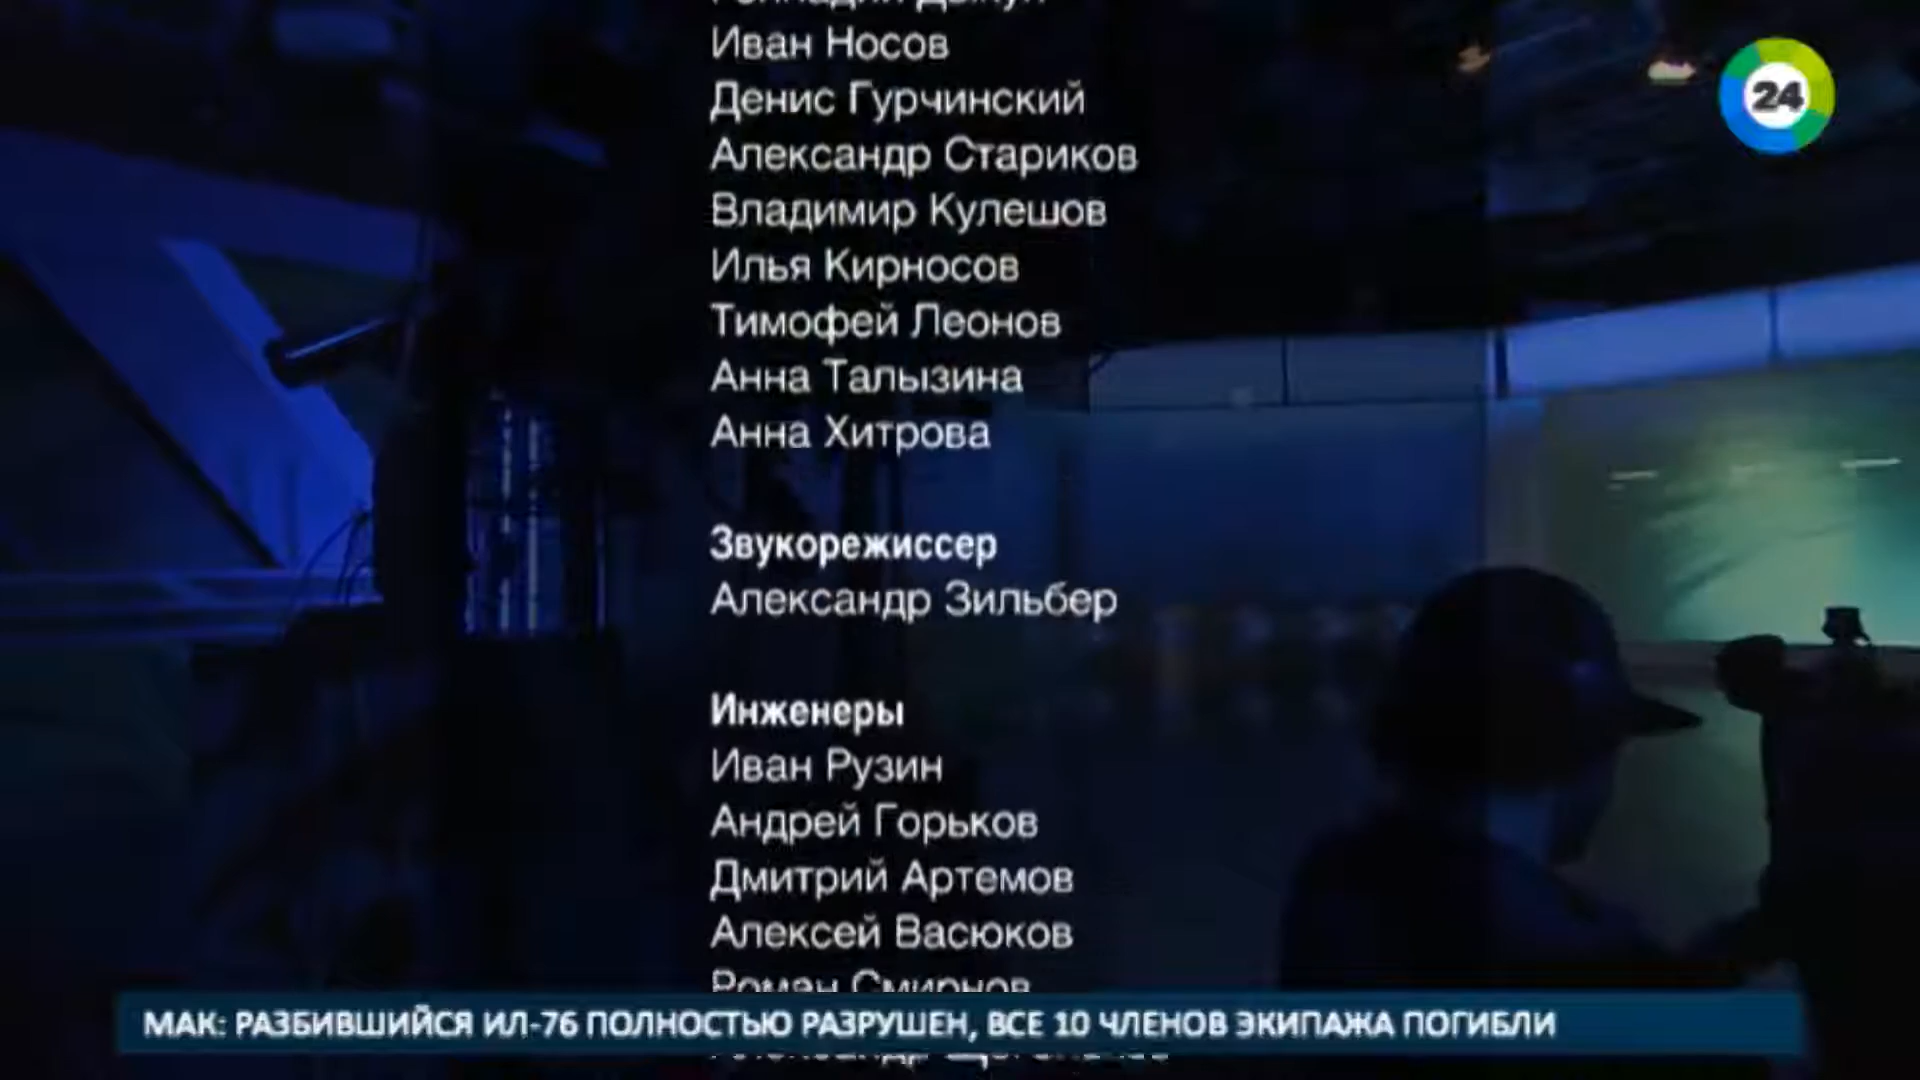 Иван Носов
24
Денис Гурчинский
Александр Стариков
Владимир Кулешов
Илья Кирносов
Тимофей Леонов
Анна Талызина
Анна Хитрова
Звукорежиссер
Александр Зильбер
Инженеры
Иван Рузин
Андрей Горьков
Дмитрий Артемов
Алексей Васюков
Роман Смирнов
МАК: РАЗБИВШИЙСЯ ИЛ-76 ПОЛНОСТЬЮ РАЗРУШЕН, ВСЕ 10 ЧЛЕНОВ ЭКИПАЖА ПОГИБЛИ